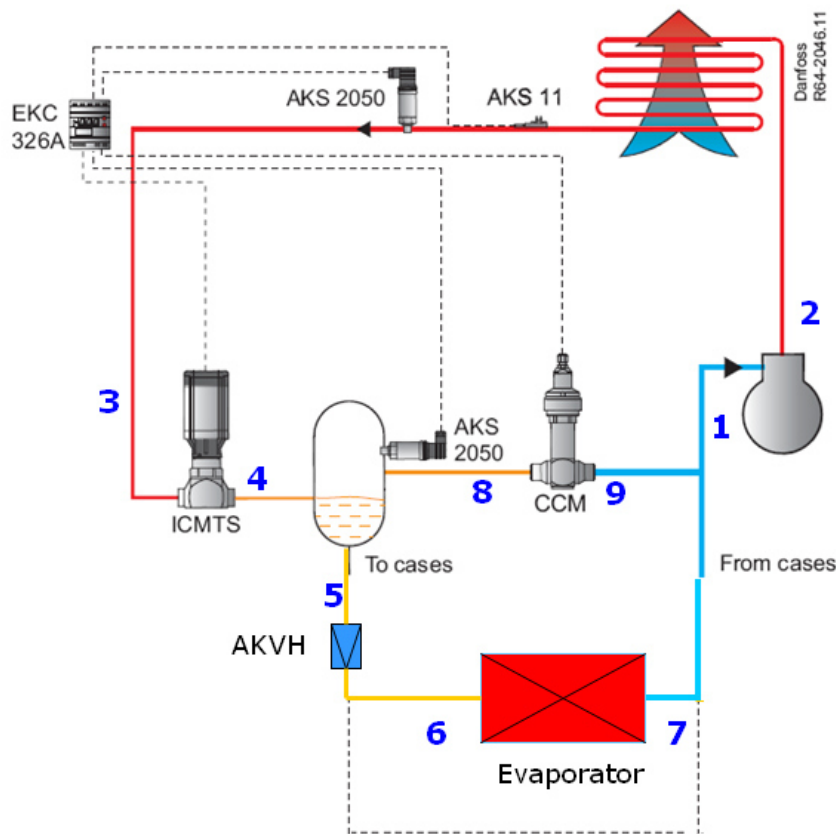 Danfoss
R64-2046.11
AKS 2050
AKS 11
EKC
326A
2
3
1
AKS
2050
4
8
9
CCM
ICMTS
To cases
From cases
5
AKVH
6
7
Evaporator